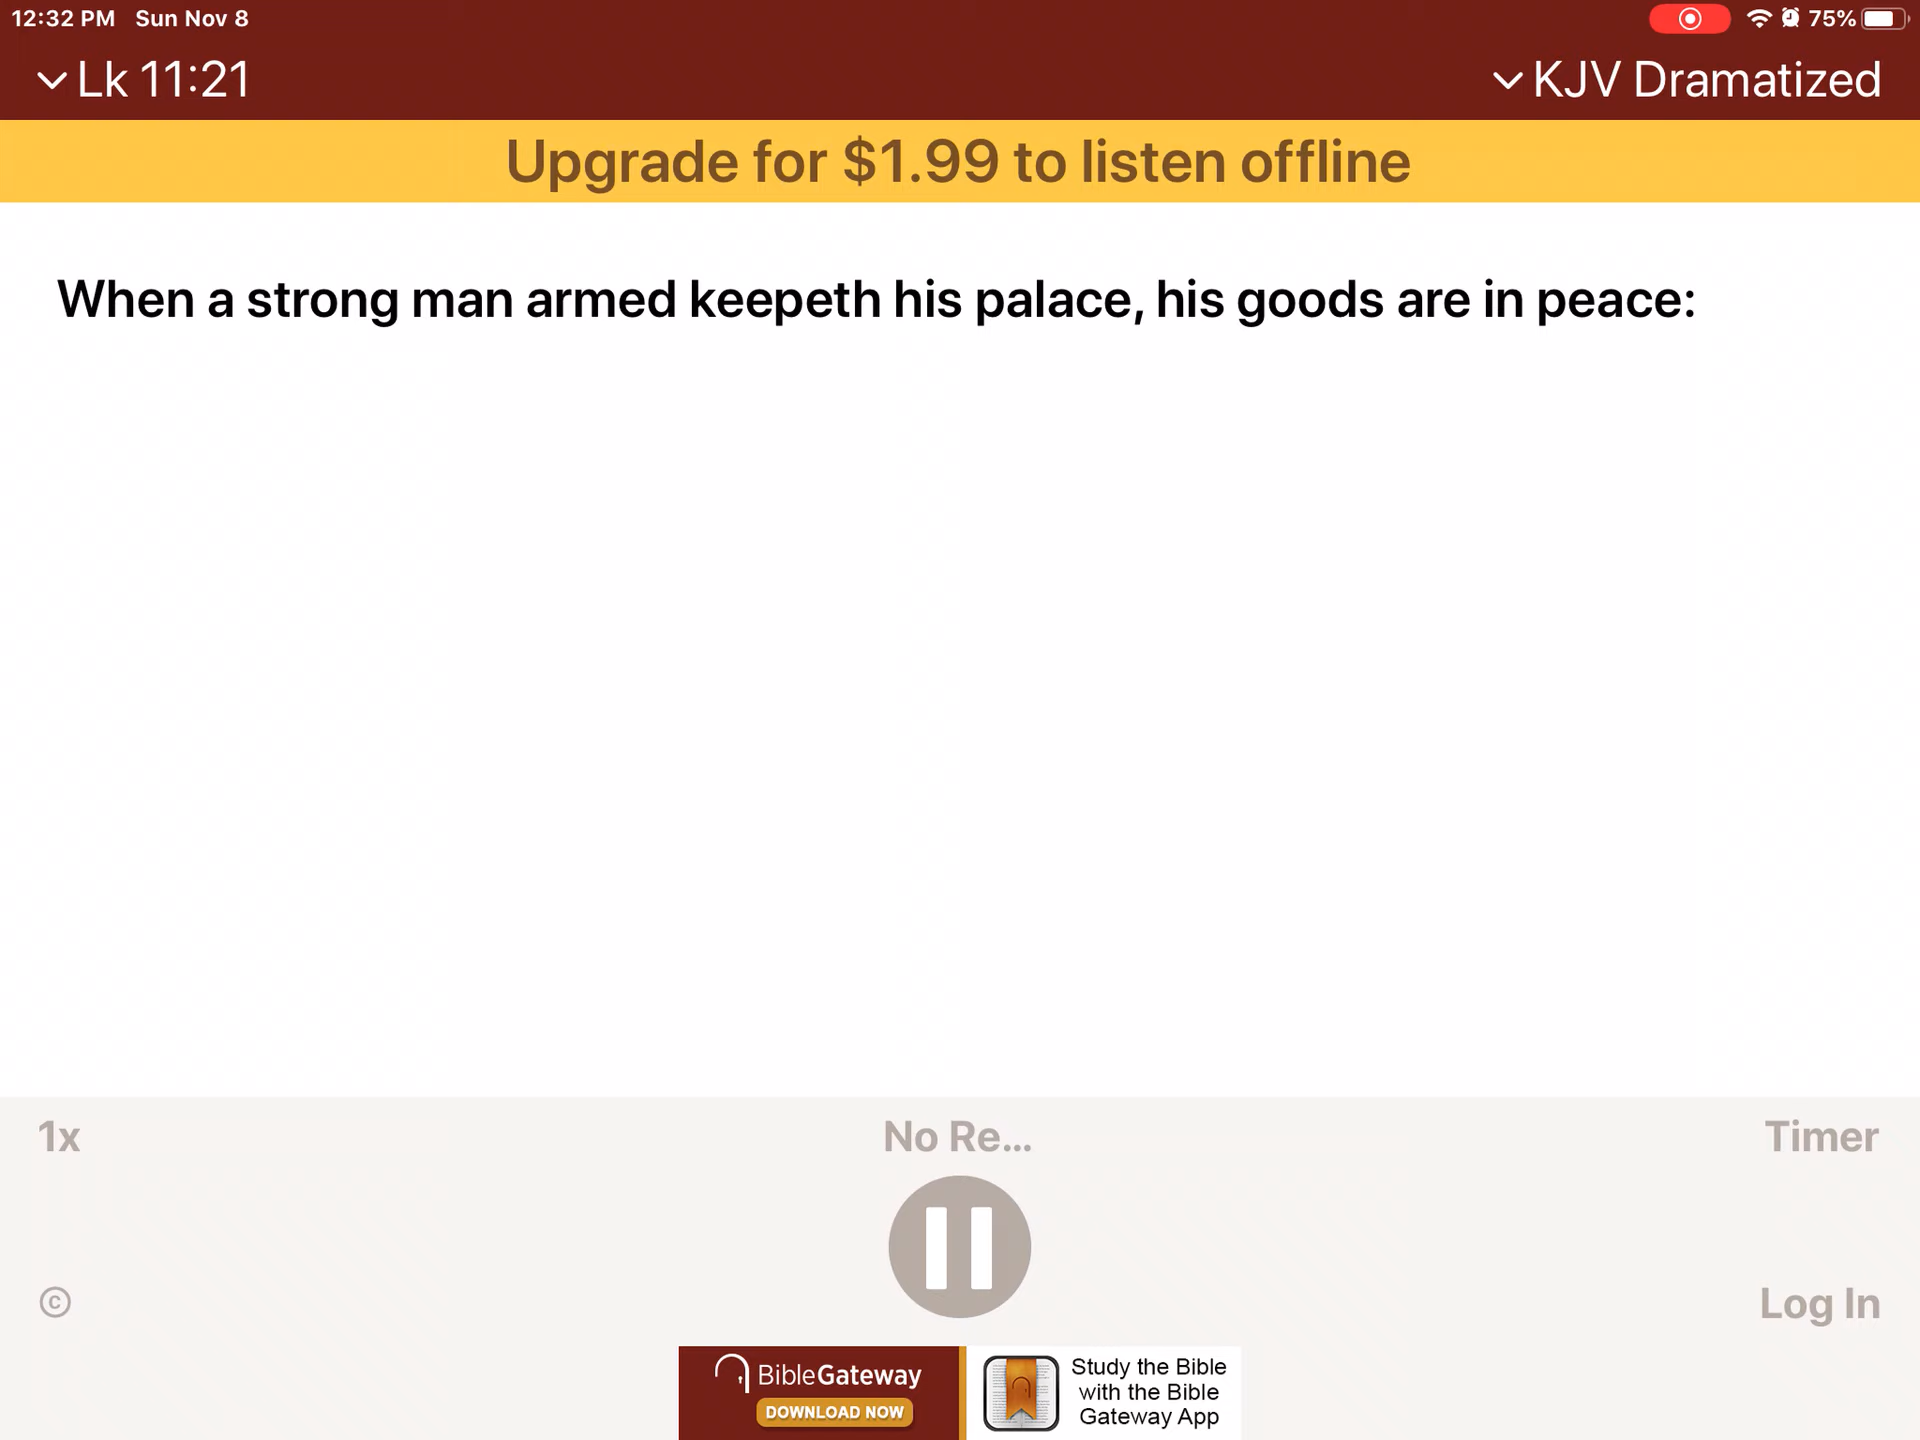 12:32 PM Sun Nov 8 75%
Lk 11:21 KJV Dramatized
Upgrade for $1.99 to listen offline
When a strong man armed keepeth his palace, his goods are in peace:
1x No Re... Timer
© Log In
BibleGateway
DOWNLOAD NOW
Study the Bible
with the Bible
Gateway App